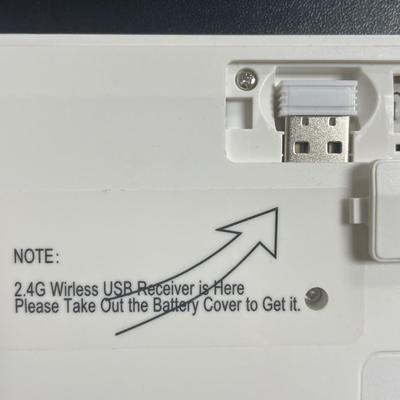 NOTE:
2.4G Wirless USB Receiver is Here
Please Take Out the Battery Cover to Get it.